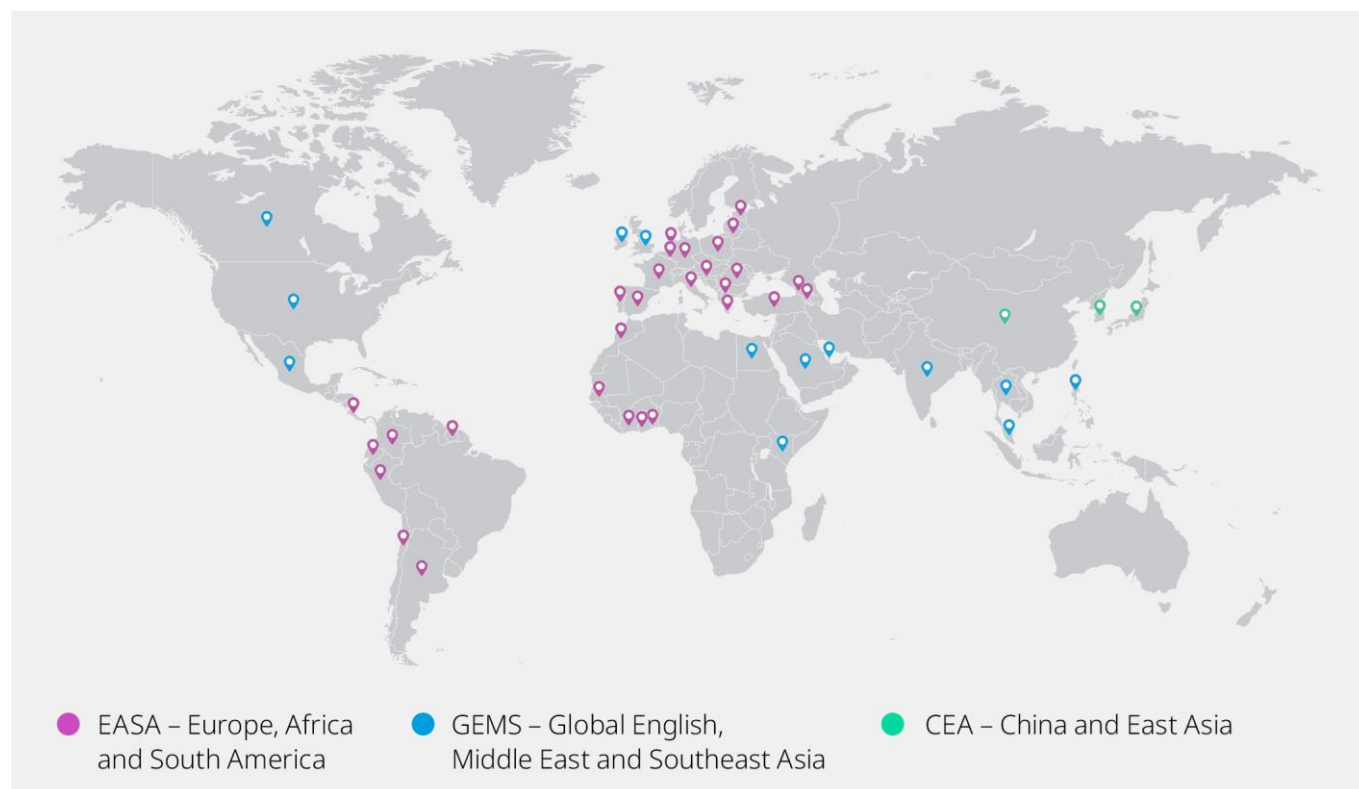 EASA – Europe, Africa
and South America
GEMS – Global English,
Middle East and Southeast Asia
CEA – China and East Asia